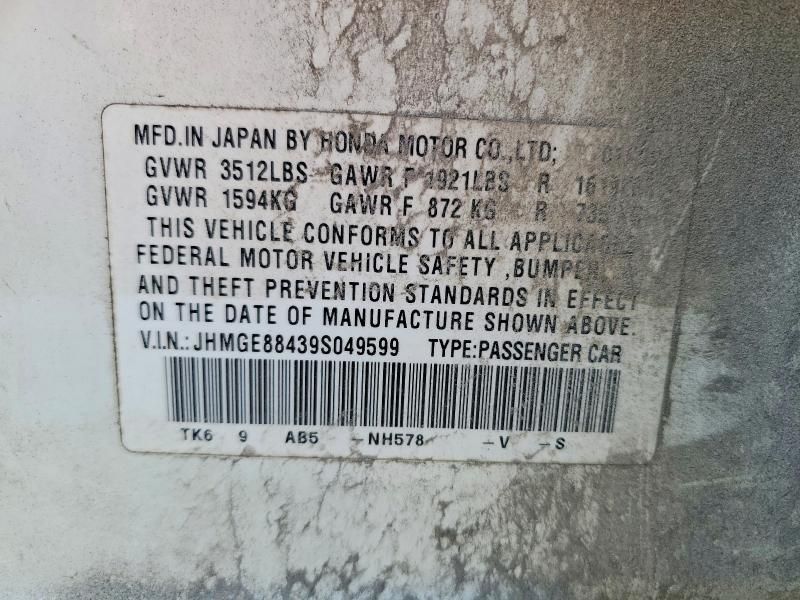 MFD.IN JAPAN BY HONDA MOTOR CO.,LTD;
GVWR 3512LBS GAWR F 1921LBS R
GVWR 1594KG GAWR F 872 KG R
THIS VEHICLE CONFORMS TO ALL APPLICABLE
FEDERAL MOTOR VEHICLE SAFETY ,BUMPER,
AND THEFT PREVENTION STANDARDS IN EFFECT
ON THE DATE OF MANUFACTURE SHOWN ABOVE.
V.I.N.:JHMGE88439S049599 TYPE:PASSENGER CAR
TK6 9 AB5 -NH578 -V -S